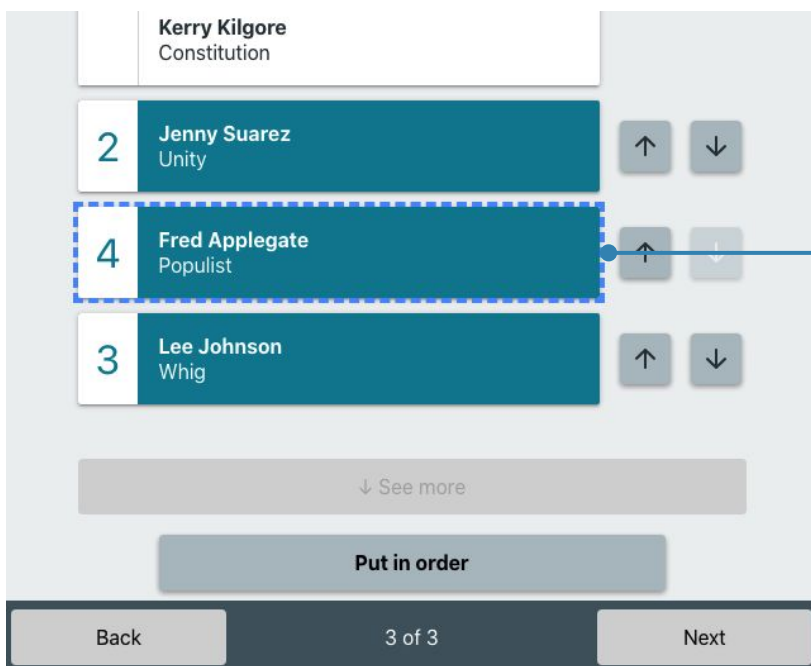 Kerry Kilgore
Constitution
2
Jenny Suarez
Unity
↑ ↓
4
Fred Applegate
Populist
↑ ↓
3
Lee Johnson
Whig
↑ ↓
↓ See more
Put in order
Back 3 of 3 Next